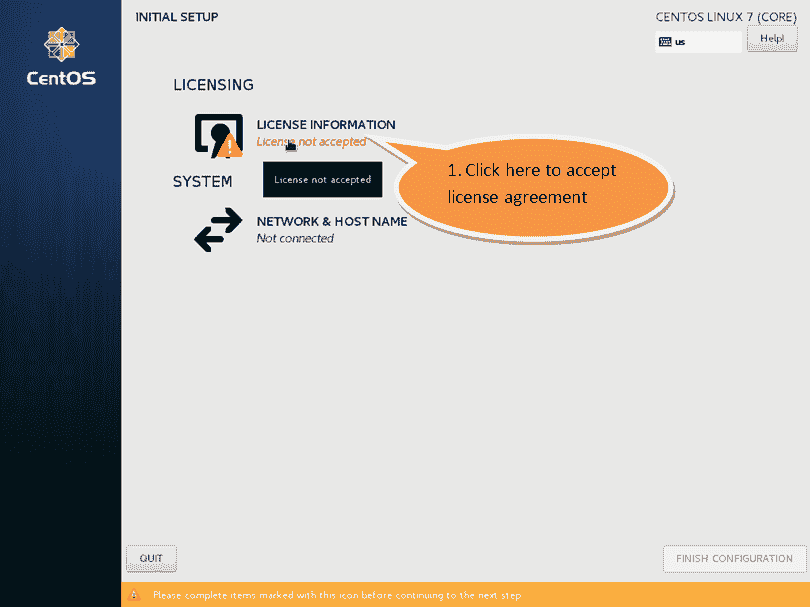 INITIAL SETUP
CENTOS LINUX 7 (CORE)
us
Help!
CentOS
LICENSING
LICENSE INFORMATION
License not accepted
1. Click here to accept
license agreement
SYSTEM
License not accepted
NETWORK & HOST NAME
Not connected
QUIT
FINISH CONFIGURATION
Please complete items marked with this icon before continuing to the next step.